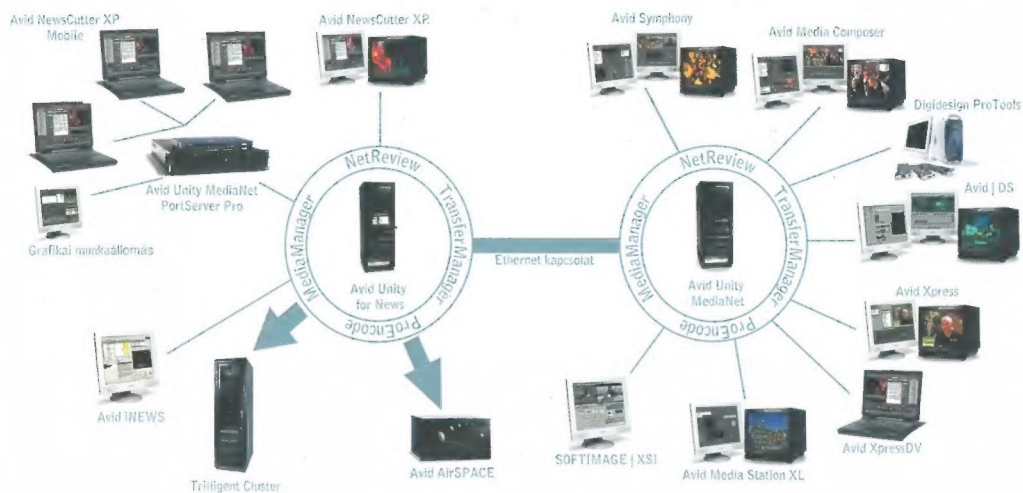 Avid NewsCutter XP
Mobile
Avid NewsCutter XP
Avid Unity MediaNet
PortServer Pro
Grafikai munkaállomás
NetReview
TransferManager
ProEncode
MediaManager
Avid Unity
for News
Avid iNEWS
Trilligent Cluster
Avid AirSPACE
Ethernet kapcsolat
Avid Symphony
Avid Media Composer
Digidesign ProTools
Avid | DS
NetReview
TransferManager
ProEncode
MediaManager
Avid Unity
MediaNet
Avid Xpress
Avid XpressDV
Avid Media Station XL
SOFTIMAGE | XSI